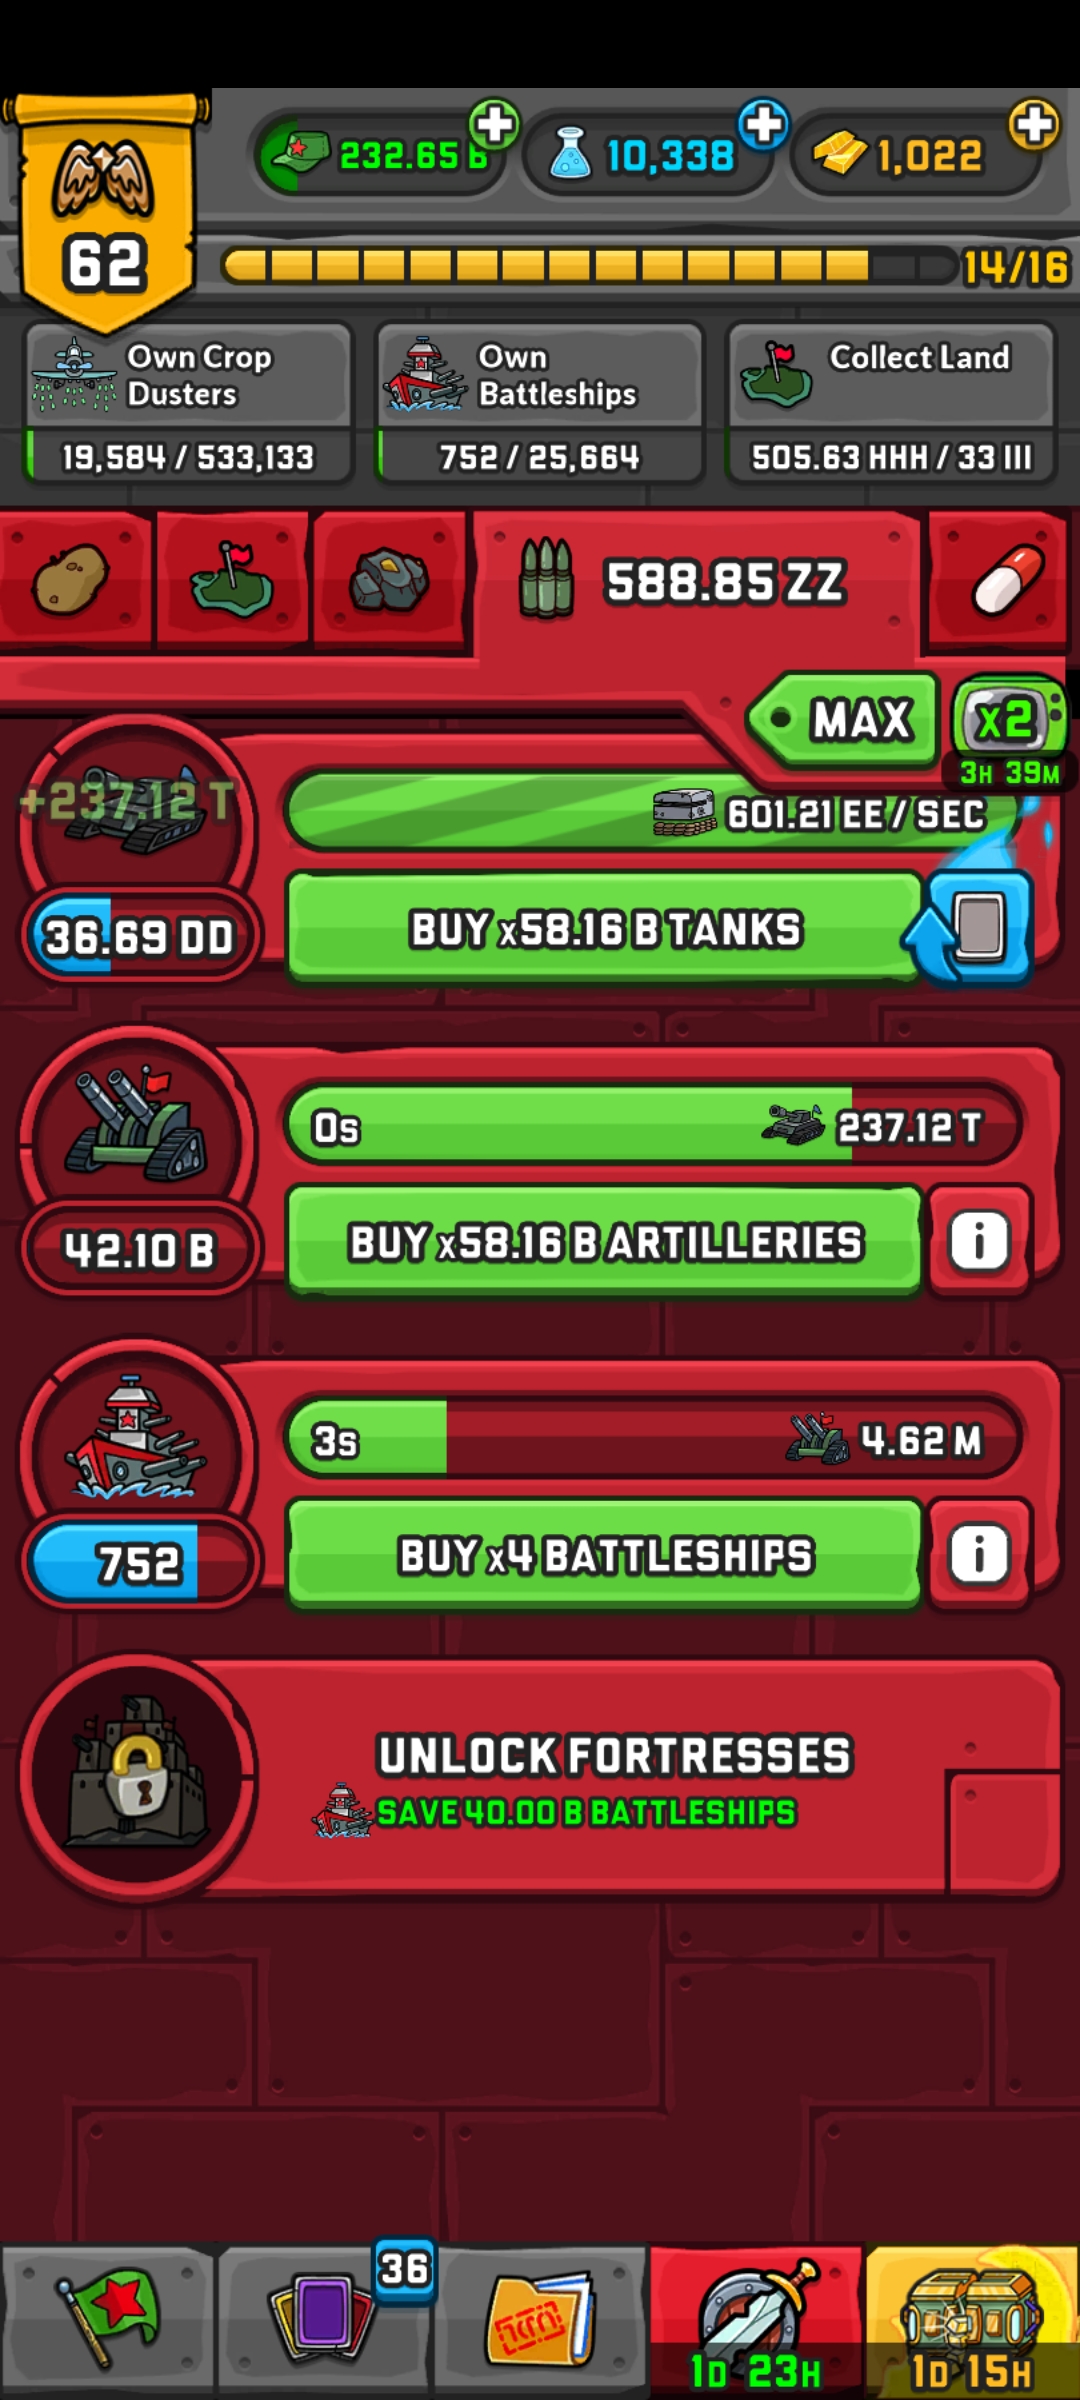 232.65 B
10,338
1,022
62
14/16
Own Crop
Dusters
19,584 / 533,133
Own
Battleships
752 / 25,664
Collect Land
505.63 HHH / 33 III
588.85 ZZ
MAX
x2
3H 39M
+237.12 T
601.21 EE / SEC
36.69 DD
BUY x58.16 B TANKS
0s
237.12 T
42.10 B
BUY x58.16 B ARTILLERIES
i
3s
4.62 M
752
BUY x4 BATTLESHIPS
i
UNLOCK FORTRESSES
SAVE 40.00 B BATTLESHIPS
36
1D 23H
1D 15H